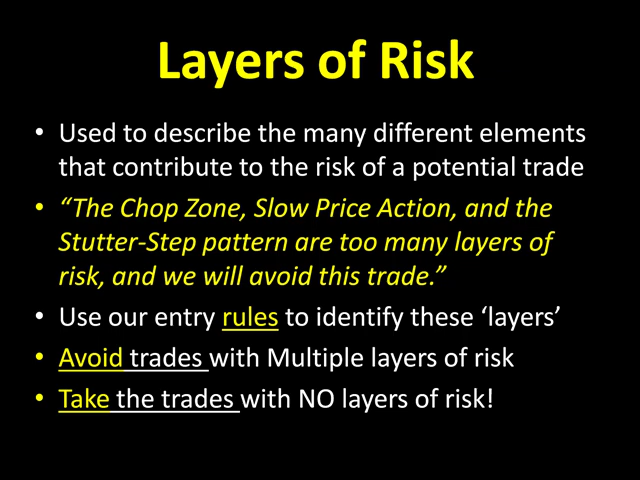 Layers of Risk
• Used to describe the many different elements
that contribute to the risk of a potential trade
• “The Chop Zone, Slow Price Action, and the
Stutter-Step pattern are too many layers of
risk, and we will avoid this trade.”
• Use our entry rules to identify these ‘layers’
• Avoid trades with Multiple layers of risk
• Take the trades with NO layers of risk!